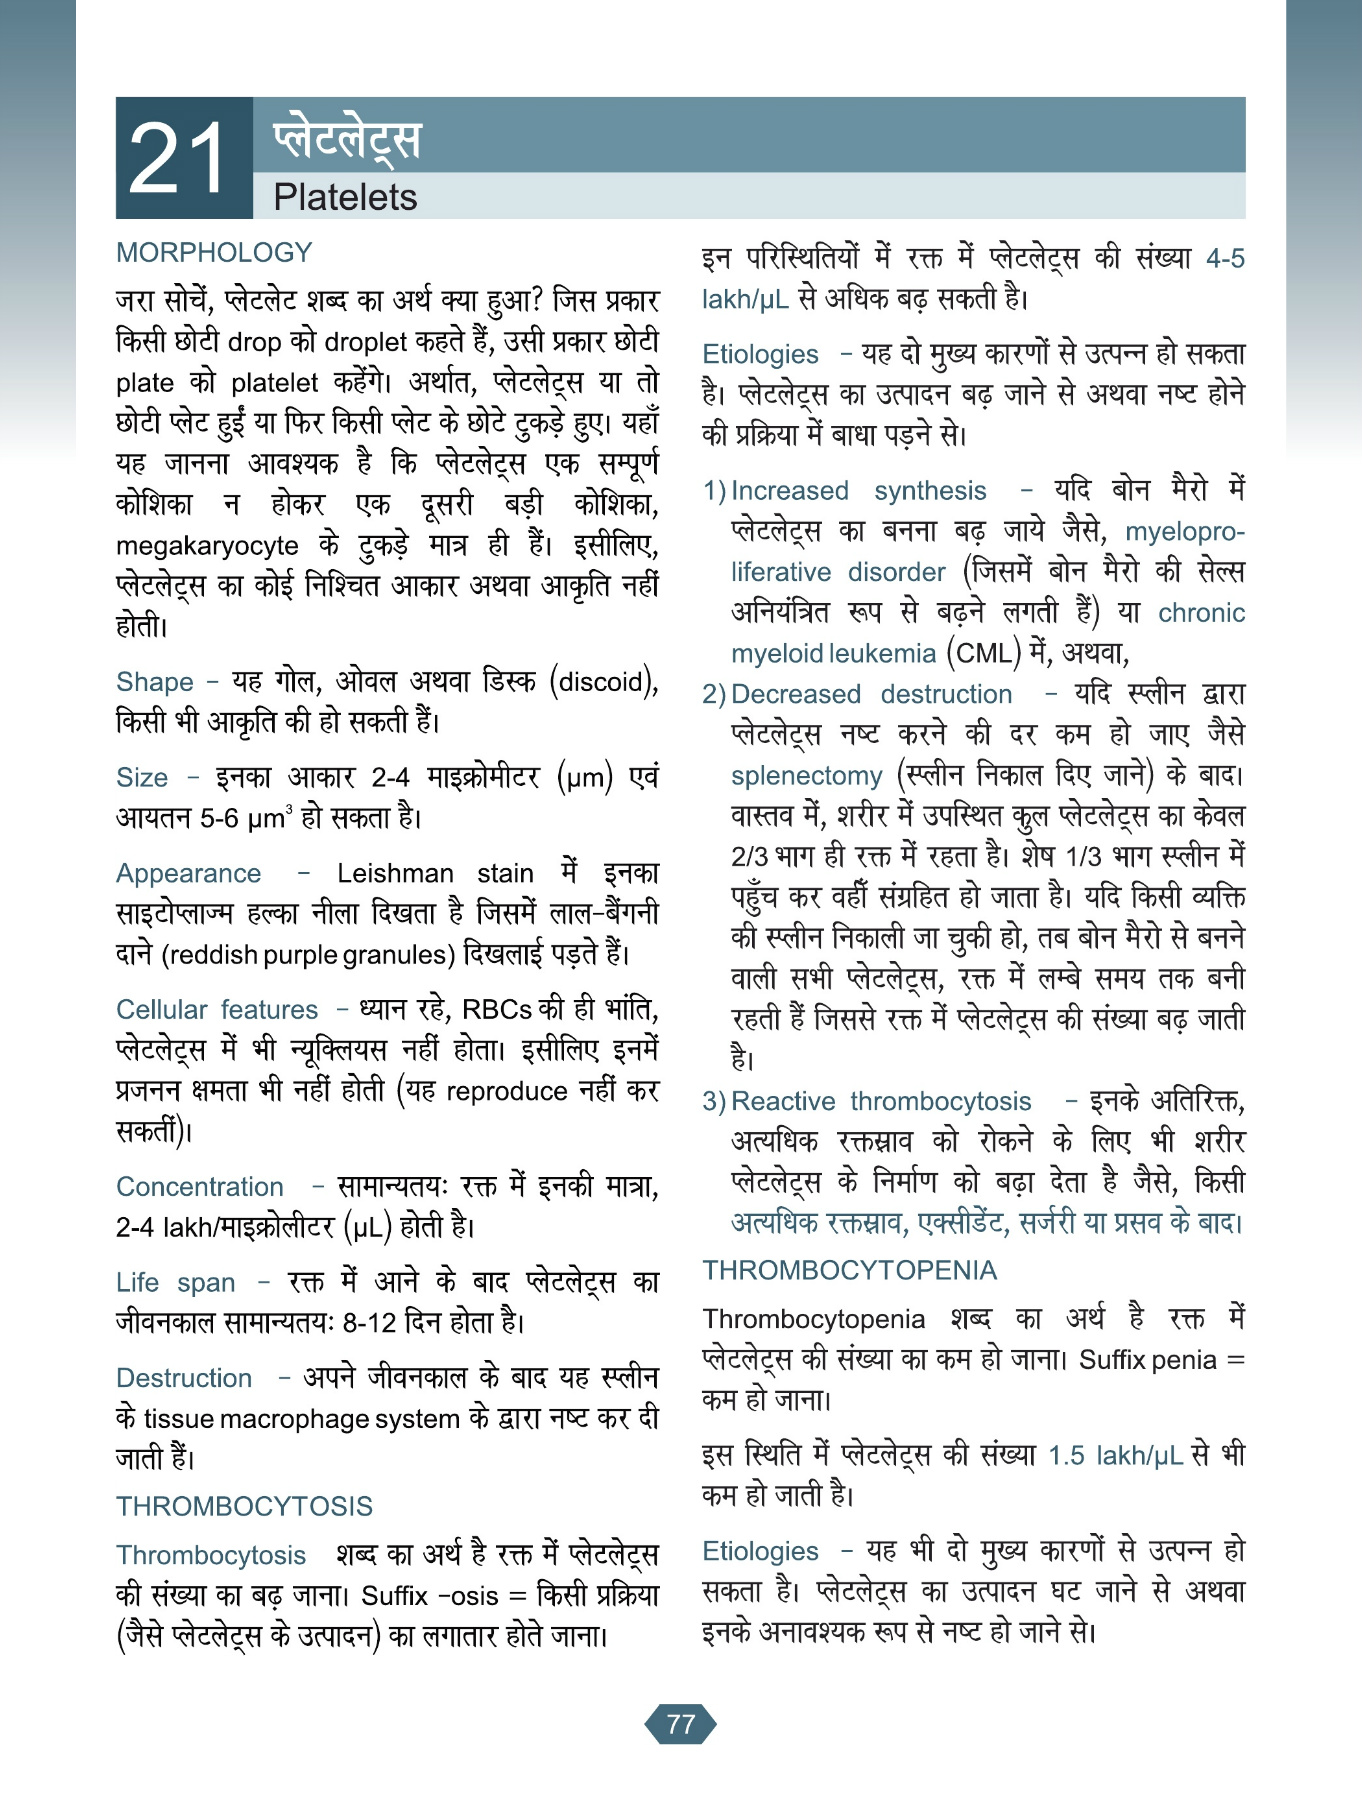 21
प्लेटलेट्स
Platelets
MORPHOLOGY
जरा सोचें, प्लेटलेट शब्द का अर्थ क्या हुआ? जिस प्रकार
किसी छोटी drop को droplet कहते हैं, उसी प्रकार छोटी
plate को platelet कहेंगे। अर्थात, प्लेटलेट्स या तो
छोटी प्लेट हुईं या फिर किसी प्लेट के छोटे टुकड़े हुए। यहाँ
यह जानना आवश्यक है कि प्लेटलेट्स एक सम्पूर्ण
कोशिका न होकर एक दूसरी बड़ी कोशिका,
megakaryocyte के टुकड़े मात्र ही हैं। इसीलिए,
प्लेटलेट्स का कोई निश्चित आकार अथवा आकृति नहीं
होती।
Shape – यह गोल, ओवल अथवा डिस्क (discoid),
किसी भी आकृति की हो सकती हैं।
Size – इनका आकार 2-4 माइक्रोमीटर (µm) एवं
आयतन 5-6 µm³ हो सकता है।
Appearance – Leishman stain में इनका
साइटोप्लाज्म हल्का नीला दिखता है जिसमें लाल-बैंगनी
दाने (reddish purple granules) दिखलाई पड़ते हैं।
Cellular features – ध्यान रहे, RBCs की ही भांति,
प्लेटलेट्स में भी न्यूक्लियस नहीं होता। इसीलिए इनमें
प्रजनन क्षमता भी नहीं होती (यह reproduce नहीं कर
सकतीं)।
Concentration – सामान्यतयः रक्त में इनकी मात्रा,
2-4 lakh/माइक्रोलीटर (µL) होती है।
Life span – रक्त में आने के बाद प्लेटलेट्स का
जीवनकाल सामान्यतयः 8-12 दिन होता है।
Destruction – अपने जीवनकाल के बाद यह स्प्लीन
के tissue macrophage system के द्वारा नष्ट कर दी
जाती हैं।
THROMBOCYTOSIS
Thrombocytosis शब्द का अर्थ है रक्त में प्लेटलेट्स
की संख्या का बढ़ जाना। Suffix –osis = किसी प्रक्रिया
(जैसे प्लेटलेट्स के उत्पादन) का लगातार होते जाना।
इन परिस्थितियों में रक्त में प्लेटलेट्स की संख्या 4-5
lakh/µL से अधिक बढ़ सकती है।
Etiologies – यह दो मुख्य कारणों से उत्पन्न हो सकता
है। प्लेटलेट्स का उत्पादन बढ़ जाने से अथवा नष्ट होने
की प्रक्रिया में बाधा पड़ने से।
1) Increased synthesis – यदि बोन मैरो में
प्लेटलेट्स का बनना बढ़ जाये जैसे, myelopro-
liferative disorder (जिसमें बोन मैरो की सेल्स
अनियंत्रित रूप से बढ़ने लगती हैं) या chronic
myeloid leukemia (CML) में, अथवा,
2) Decreased destruction – यदि स्प्लीन द्वारा
प्लेटलेट्स नष्ट करने की दर कम हो जाए जैसे
splenectomy (स्प्लीन निकाल दिए जाने) के बाद।
वास्तव में, शरीर में उपस्थित कुल प्लेटलेट्स का केवल
2/3 भाग ही रक्त में रहता है। शेष 1/3 भाग स्प्लीन में
पहुँच कर वहीँ संग्रहित हो जाता है। यदि किसी व्यक्ति
की स्प्लीन निकाली जा चुकी हो, तब बोन मैरो से बनने
वाली सभी प्लेटलेट्स, रक्त में लम्बे समय तक बनी
रहती हैं जिससे रक्त में प्लेटलेट्स की संख्या बढ़ जाती
है।
3) Reactive thrombocytosis – इनके अतिरिक्त,
अत्यधिक रक्तस्राव को रोकने के लिए भी शरीर
प्लेटलेट्स के निर्माण को बढ़ा देता है जैसे, किसी
अत्यधिक रक्तस्राव, एक्सीडेंट, सर्जरी या प्रसव के बाद।
THROMBOCYTOPENIA
Thrombocytopenia शब्द का अर्थ है रक्त में
प्लेटलेट्स की संख्या का कम हो जाना। Suffix penia =
कम हो जाना।
इस स्थिति में प्लेटलेट्स की संख्या 1.5 lakh/µL से भी
कम हो जाती है।
Etiologies – यह भी दो मुख्य कारणों से उत्पन्न हो
सकता है। प्लेटलेट्स का उत्पादन घट जाने से अथवा
इनके अनावश्यक रूप से नष्ट हो जाने से।
77